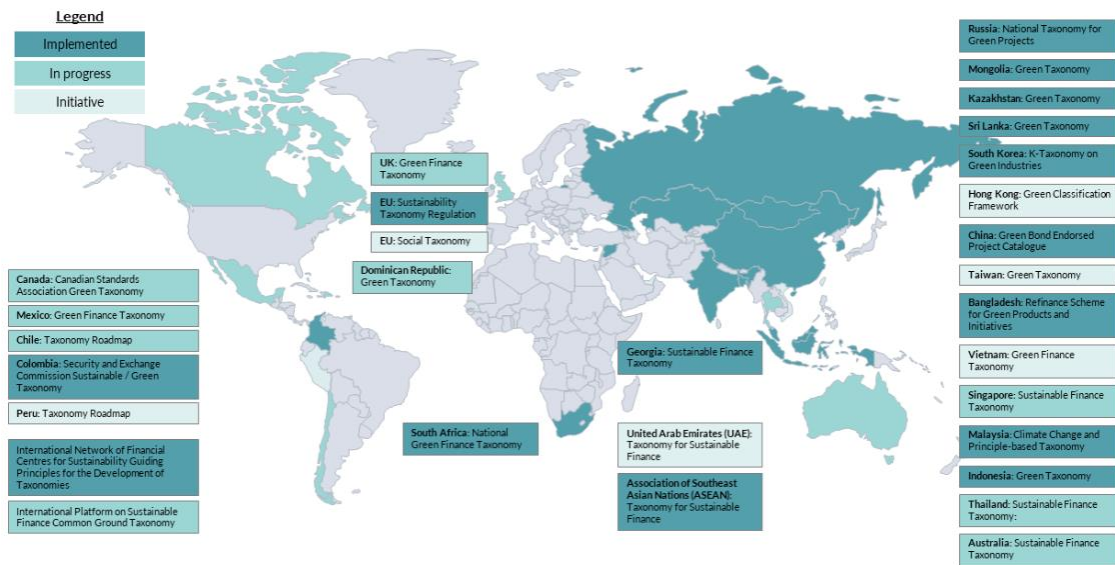 Legend
Implemented
In progress
Initiative
UK: Green Finance
Taxonomy
EU: Sustainability
Taxonomy Regulation
EU: Social Taxonomy
Dominican Republic:
Green Taxonomy
Canada: Canadian Standards
Association Green Taxonomy
Mexico: Green Finance Taxonomy
Chile: Taxonomy Roadmap
Colombia: Security and Exchange
Commission Sustainable / Green
Taxonomy
Peru: Taxonomy Roadmap
International Network of Financial
Centres for Sustainability Guiding
Principles for the Development of
Taxonomies
International Platform on Sustainable
Finance Common Ground Taxonomy
South Africa: National
Green Finance Taxonomy
Georgia: Sustainable Finance
Taxonomy
United Arab Emirates (UAE):
Taxonomy for Sustainable
Finance
Association of Southeast
Asian Nations (ASEAN):
Taxonomy for Sustainable
Finance
Russia: National Taxonomy for
Green Projects
Mongolia: Green Taxonomy
Kazakhstan: Green Taxonomy
Sri Lanka: Green Taxonomy
South Korea: K-Taxonomy on
Green Industries
Hong Kong: Green Classification
Framework
China: Green Bond Endorsed
Project Catalogue
Taiwan: Green Taxonomy
Bangladesh: Refinance Scheme
for Green Products and
Initiatives
Vietnam: Green Finance
Taxonomy
Singapore: Sustainable Finance
Taxonomy
Malaysia: Climate Change and
Principle-based Taxonomy
Indonesia: Green Taxonomy
Thailand: Sustainable Finance
Taxonomy:
Australia: Sustainable Finance
Taxonomy